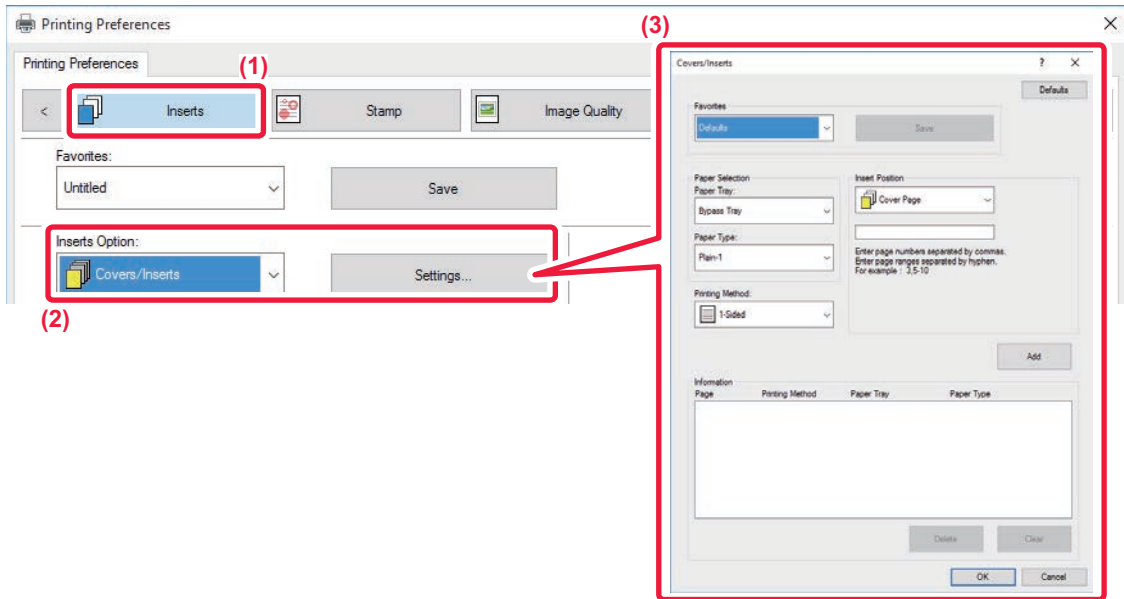 Printing Preferences
Printing Preferences
(1)
< Inserts Stamp Image Quality
Favorites:
Untitled Save
Inserts Option:
Covers/Inserts Settings...
(2)
(3)
Covers/Inserts ?
Defaults
Favorites
Defaults Save
Paper Selection
Paper Tray:
Bypass Tray
Paper Type:
Plain-1
Printing Method:
1-Sided
Insert Position
Cover Page
Enter page numbers separated by commas.
Enter page ranges separated by hyphen.
For example : 3,5-10
Add
Information
Page Printing Method Paper Tray Paper Type
Delete Clear
OK Cancel